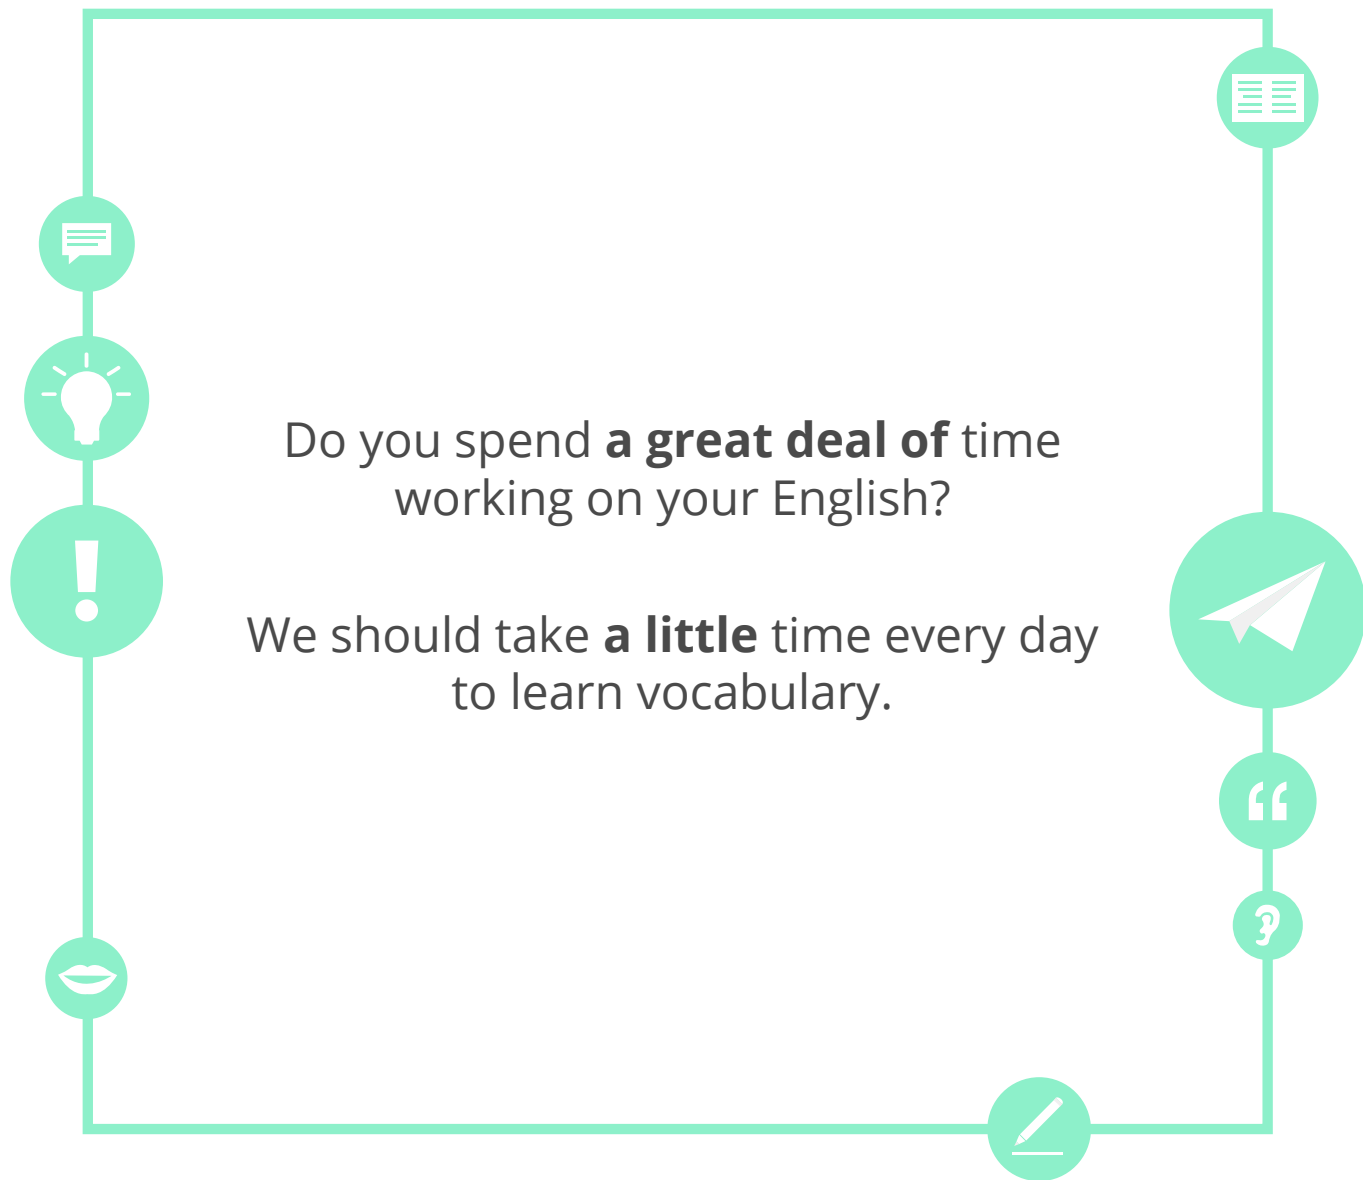 Do you spend a great deal of time
working on your English?
We should take a little time every day
to learn vocabulary.